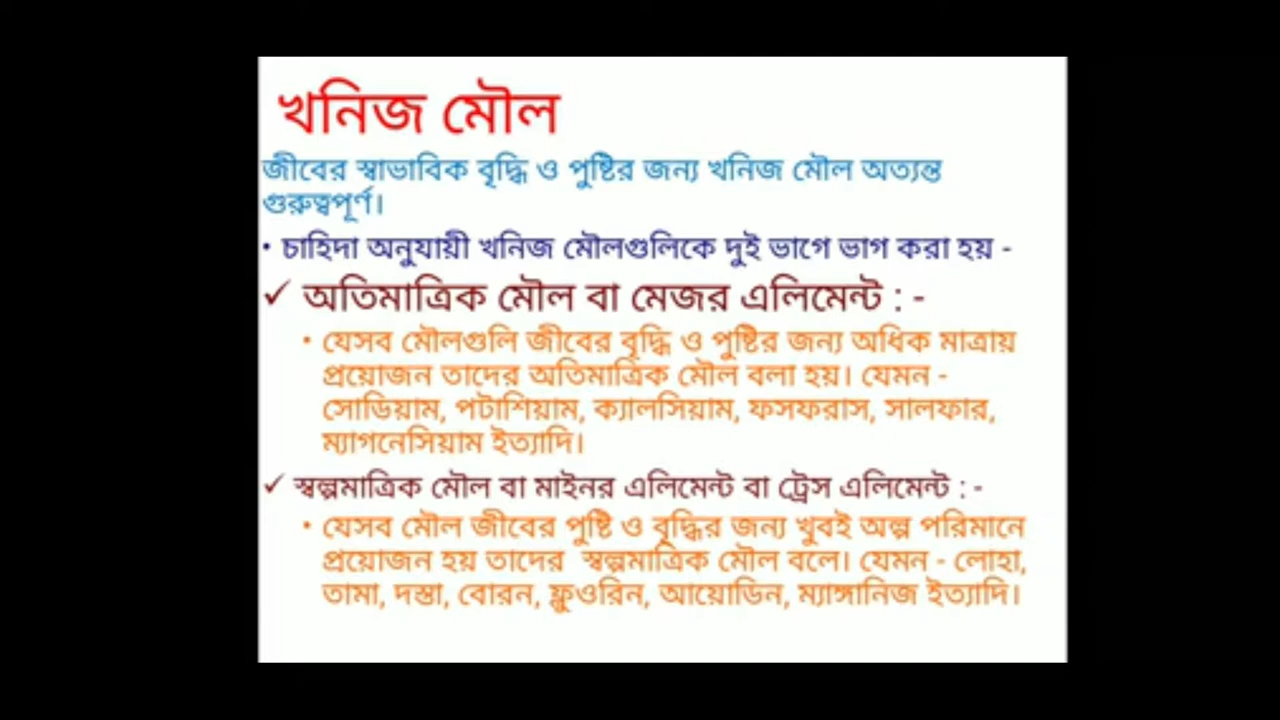 খনিজ মৌল
জীবের স্বাভাবিক বৃদ্ধি ও পুষ্টির জন্য খনিজ মৌল অত্যন্ত
গুরুত্বপূর্ণ।
• চাহিদা অনুযায়ী খনিজ মৌলগুলিকে দুই ভাগে ভাগ করা হয় -
✓ অতিমাত্রিক মৌল বা মেজর এলিমেন্ট : -
• যেসব মৌলগুলি জীবের বৃদ্ধি ও পুষ্টির জন্য অধিক মাত্রায়
প্রয়োজন তাদের অতিমাত্রিক মৌল বলা হয়। যেমন -
সোডিয়াম, পটাশিয়াম, ক্যালসিয়াম, ফসফরাস, সালফার,
ম্যাগনেসিয়াম ইত্যাদি।
✓ স্বল্পমাত্রিক মৌল বা মাইনর এলিমেন্ট বা ট্রেস এলিমেন্ট : -
• যেসব মৌল জীবের পুষ্টি ও বৃদ্ধির জন্য খুবই অল্প পরিমানে
প্রয়োজন হয় তাদের স্বল্পমাত্রিক মৌল বলে। যেমন - লোহা,
তামা, দস্তা, বোরন, ফ্লুওরিন, আয়োডিন, ম্যাঙ্গানিজ ইত্যাদি।